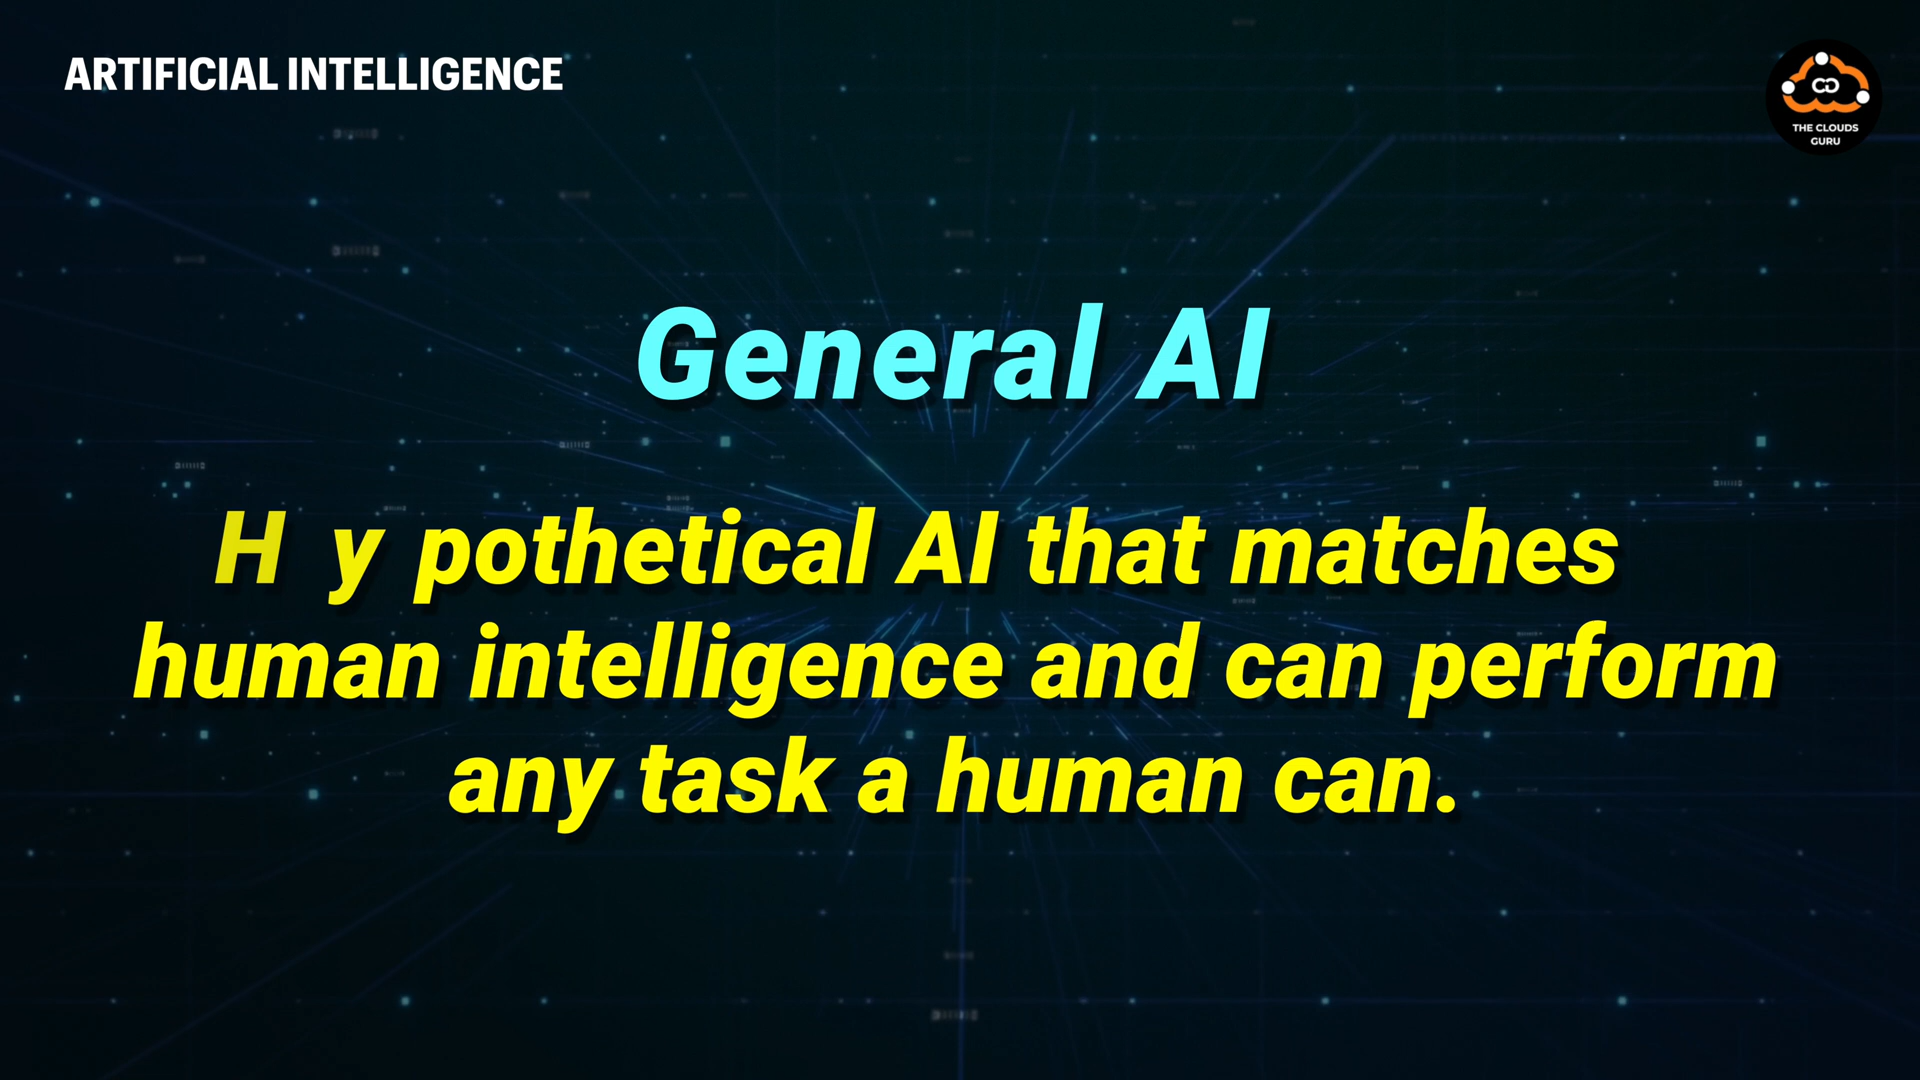 ARTIFICIAL INTELLIGENCE
THE CLOUDS
GURU
General AI
H y pothetical AI that matches
human intelligence and can perform
any task a human can.